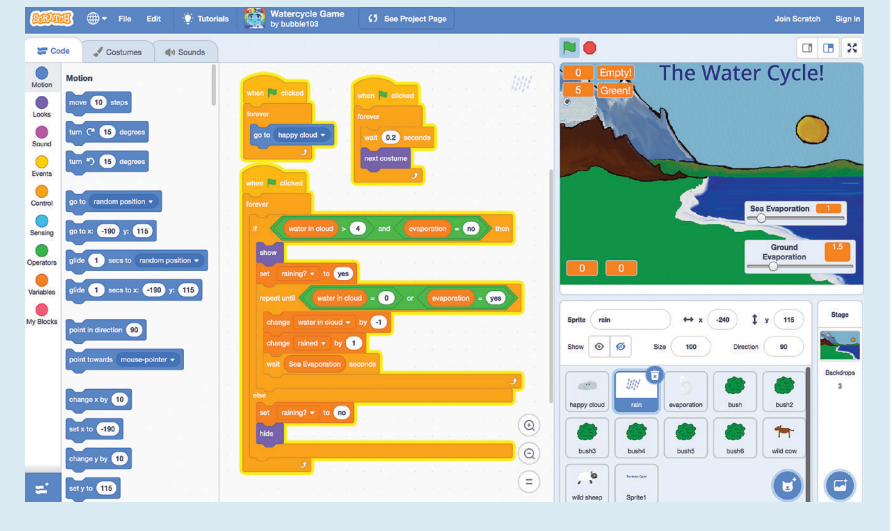 SCRATCH
File
Edit
Tutorials
Watercycle Game
by bubble103
See Project Page
Join Scratch
Sign in
Code
Costumes
Sounds
Motion
Looks
Sound
Events
Control
Sensing
Operators
Variables
My Blocks
Motion
move 10 steps
turn 15 degrees
turn 15 degrees
go to random position
go to x: -190 y: 115
glide 1 secs to random position
glide 1 secs to x: -190 y: 115
point in direction 90
point towards mouse-pointer
change x by 10
set x to -190
change y by 10
set y to 115
when clicked
forever
go to happy cloud
when clicked
forever
wait 0.2 seconds
next costume
when clicked
forever
if water in cloud > 4 and evaporation = no then
show
set raining? to yes
repeat until water in cloud = 0 or evaporation = yes
change water in cloud by -1
change rained by 1
wait Sea Evaporation seconds
else
set raining? to no
hide
The Water Cycle!
0 Empty!
5 Green!
Sea Evaporation 1
Ground
Evaporation 1.5
0 0
Sprite rain x -240 y 115
Show Size 100 Direction 90
happy cloud
rain
evaporation
bush
bush2
bush3
bush4
bush5
bush6
wild cow
wild sheep
Sprite1
Stage
Backdrops
3